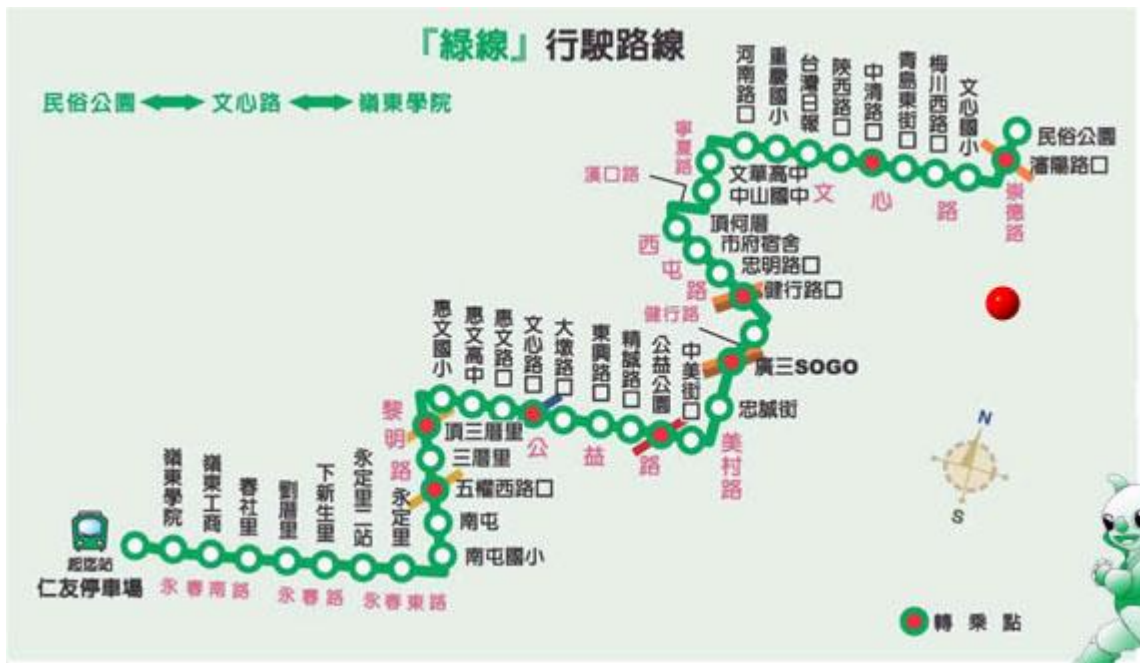 『綠線』行駛路線
民俗公園 文心路 嶺東學院
河南路口
重慶國小
台灣日報
陝西路口
中清路口
青島東街口
梅川西路口
文心國小
民俗公園
瀋陽路口
崇德路
文心路
寧夏路
漢口路
文華高中
中山國中
頂何厝
市府宿舍
忠明路口
健行路口
西屯路
健行路
廣三SOGO
忠誠街
美村路
惠文國小
惠文高中
惠文路口
文心路口
大墩路口
東興路口
精誠路口
公益公園
中美街口
公益路
黎明路
頂三厝里
三厝里
五權西路口
南屯
南屯國小
嶺東學院
嶺東工商
春社里
劉厝里
下新生里
永定里二站
永定里
起訖站
仁友停車場
永春南路
永春路
永春東路
N
S
轉乘點